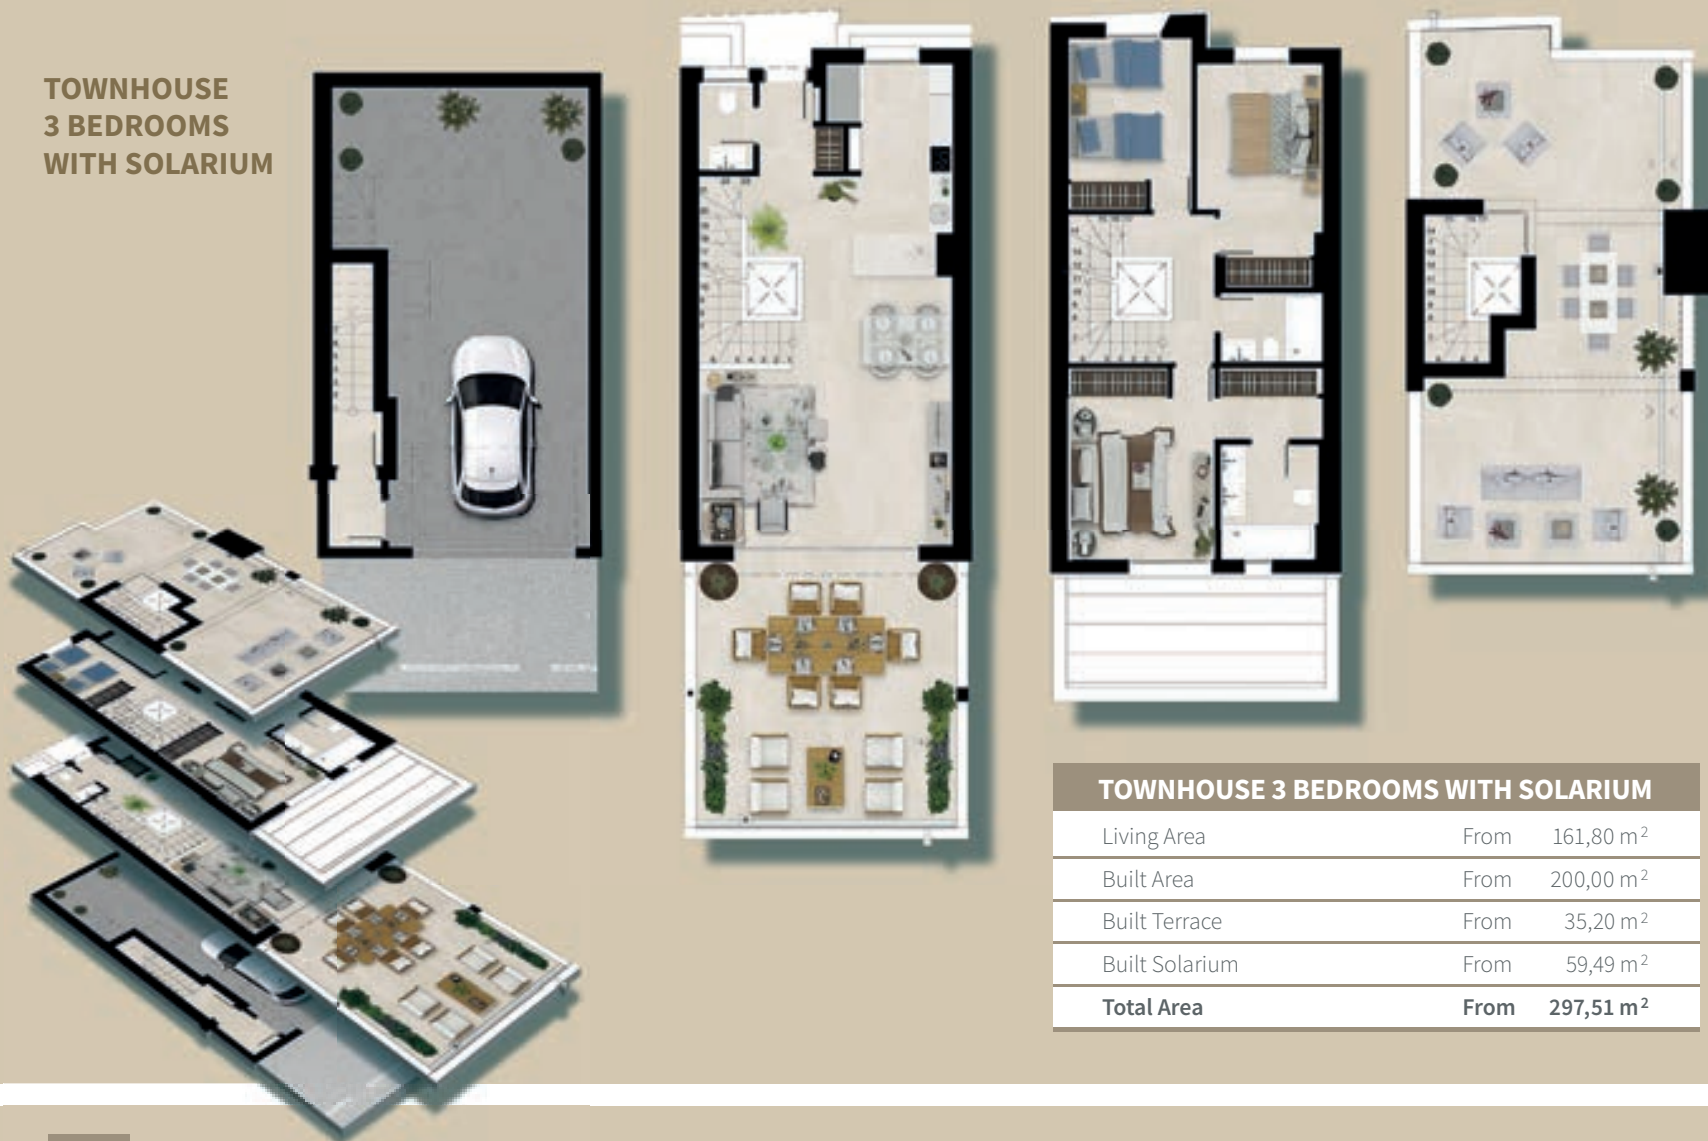 TOWNHOUSE
3 BEDROOMS
WITH SOLARIUM
TOWNHOUSE 3 BEDROOMS WITH SOLARIUM
Living Area From 161,80 m²
Built Area From 200,00 m²
Built Terrace From 35,20 m²
Built Solarium From 59,49 m²
Total Area From 297,51 m²